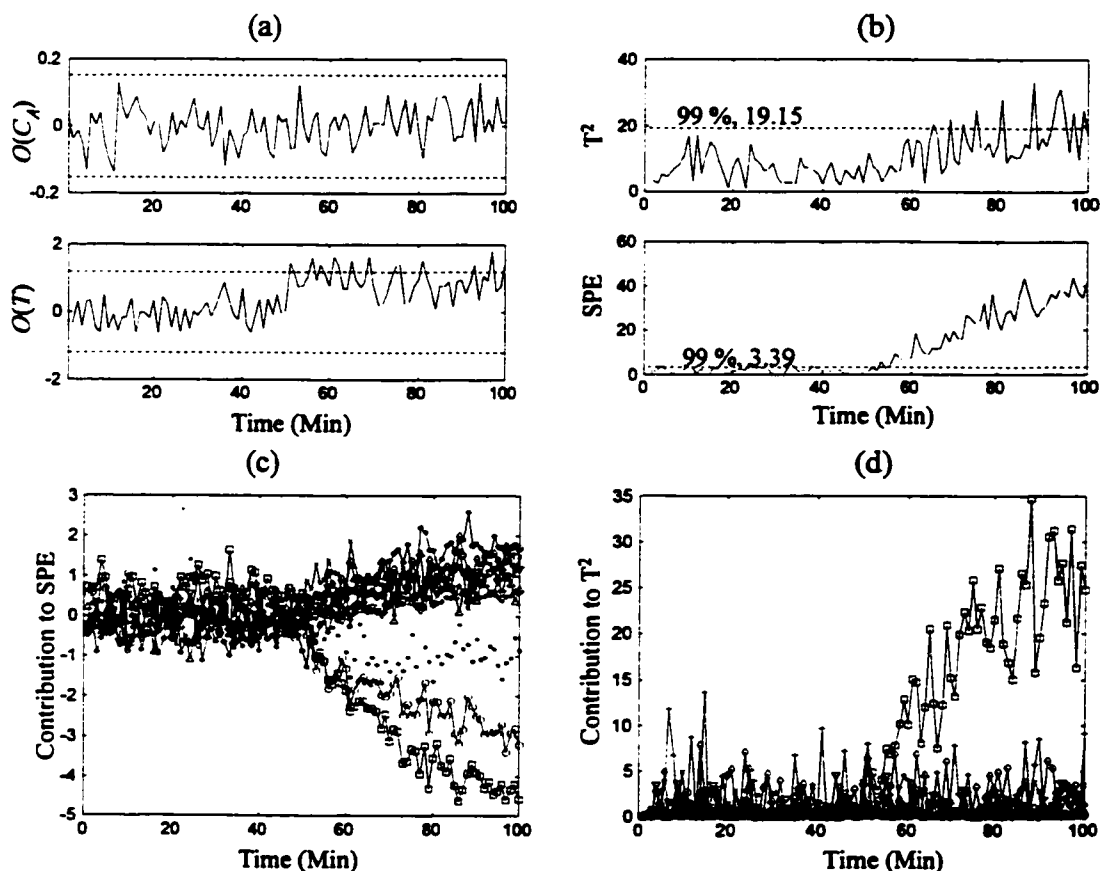 (a)
0.2
0
-0.2
O(C_A)
20 40 60 80 100
2
0
-2
O(T)
20 40 60 80 100
Time (Min)
(b)
40
20
0
T²
99 %, 19.15
0 20 40 60 80 100
60
40
20
0
SPE
99 %, 3.39
0 20 40 60 80 100
Time (Min)
(c)
3
2
1
0
-1
-2
-3
-4
-5
Contribution to SPE
0 20 40 60 80 100
Time (Min)
(d)
35
30
25
20
15
10
5
0
Contribution to T²
0 20 40 60 80 100
Time (Min)